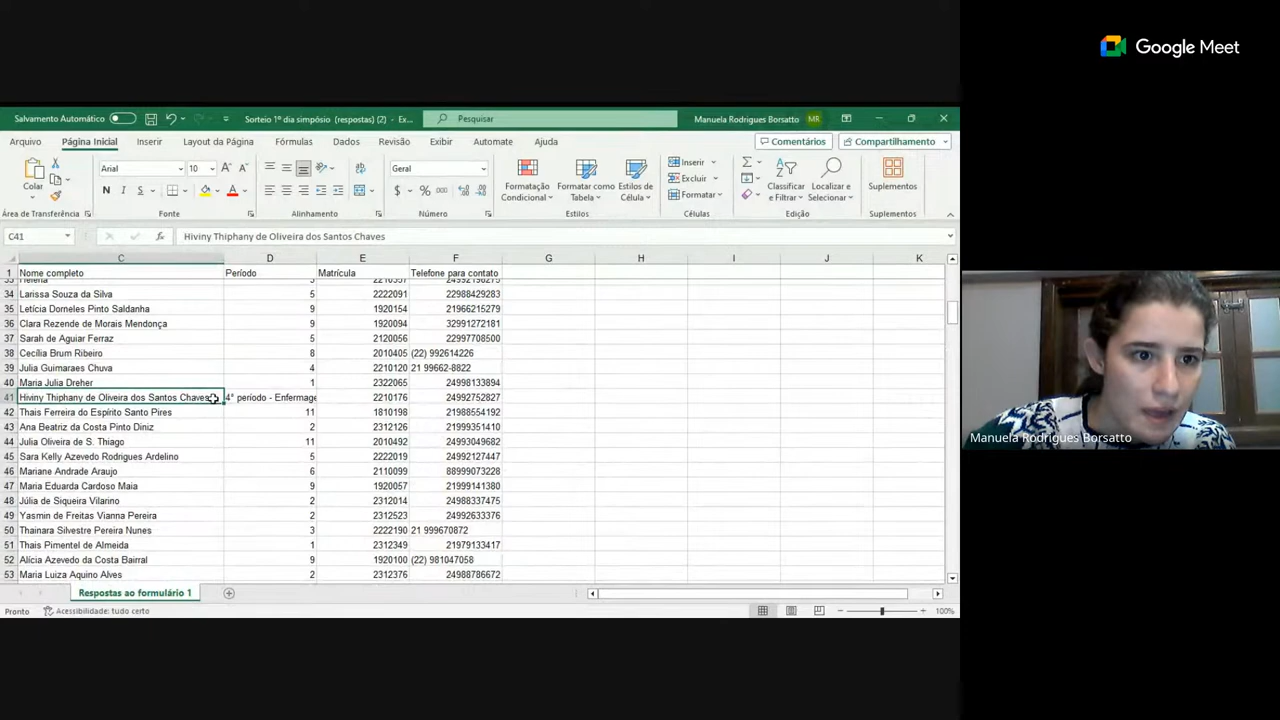 Google Meet
Salvamento Automático
Sorteio 1º dia simpósio (respostas) (2) - Ex...
Pesquisar
Manuela Rodrigues Borsatto MR
Arquivo Página Inicial Inserir Layout da Página Fórmulas Dados Revisão Exibir Automate Ajuda
Comentários Compartilhamento
Colar
Arial 10
N I S
Geral
Formatação Condicional
Formatar como Tabela
Estilos de Célula
Inserir
Excluir
Formatar
Classificar e Filtrar
Localizar e Selecionar
Suplementos
Área de Transferência Fonte Alinhamento Número Estilos Células Edição Suplementos
C41 fx Hiviny Thiphany de Oliveira dos Santos Chaves
C D E F G H I J K
1 Nome completo Período Matrícula Telefone para contato
34 Larissa Souza da Silva 5 2222091 22988429283
35 Letícia Dorneles Pinto Saldanha 9 1920154 21966215279
36 Clara Rezende de Morais Mendonça 9 1920094 32991272181
37 Sarah de Aguiar Ferraz 5 2120056 22997708500
38 Cecília Brum Ribeiro 8 2010405 (22) 992614226
39 Julia Guimaraes Chuva 4 2210120 21 99662-8822
40 Maria Julia Dreher 1 2322065 24998133894
41 Hiviny Thiphany de Oliveira dos Santos Chaves 4° período - Enfermage 2210176 24992752827
42 Thais Ferreira do Espírito Santo Pires 11 1810198 21988554192
43 Ana Beatriz da Costa Pinto Diniz 2 2312126 21999351410
44 Julia Oliveira de S. Thiago 11 2010492 24993049682
45 Sara Kelly Azevedo Rodrigues Ardelino 5 2222019 24992127447
46 Mariane Andrade Araujo 6 2110099 88999073228
47 Maria Eduarda Cardoso Maia 9 1920057 21999141380
48 Júlia de Siqueira Vilarino 2 2312014 24988337475
49 Yasmin de Freitas Vianna Pereira 2 2312523 24992633376
50 Thainara Silvestre Pereira Nunes 3 2222190 21 999670872
51 Thais Pimentel de Almeida 1 2312349 21979133417
52 Alícia Azevedo da Costa Bairral 9 1920100 (22) 981047058
53 Maria Luiza Aquino Alves 2 2312376 24988786672
Respostas ao formulário 1
Pronto Acessibilidade: tudo certo 100%
Manuela Rodrigues Borsatto